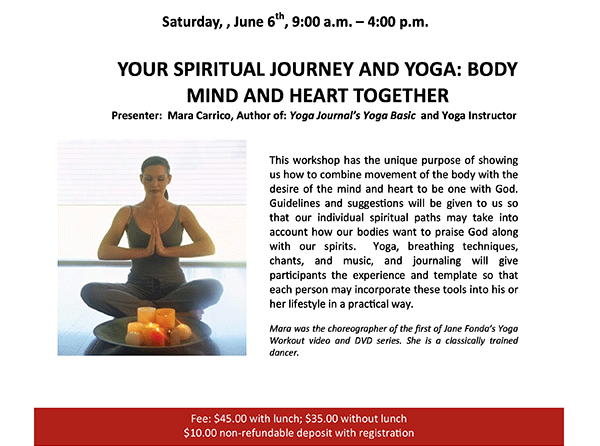 Saturday, , June 6th, 9:00 a.m. – 4:00 p.m.
YOUR SPIRITUAL JOURNEY AND YOGA: BODY
MIND AND HEART TOGETHER
Presenter: Mara Carrico, Author of: Yoga Journal's Yoga Basic and Yoga Instructor
This workshop has the unique purpose of showing
us how to combine movement of the body with the
desire of the mind and heart to be one with God.
Guidelines and suggestions will be given to us so
that our individual spiritual paths may take into
account how our bodies want to praise God along
with our spirits. Yoga, breathing techniques,
chants, and music, and journaling will give
participants the experience and template so that
each person may incorporate these tools into his or
her lifestyle in a practical way.
Mara was the choreographer of the first of Jane Fonda's Yoga
Workout video and DVD series. She is a classically trained
dancer.
Fee: $45.00 with lunch; $35.00 without lunch
$10.00 non-refundable deposit with registration